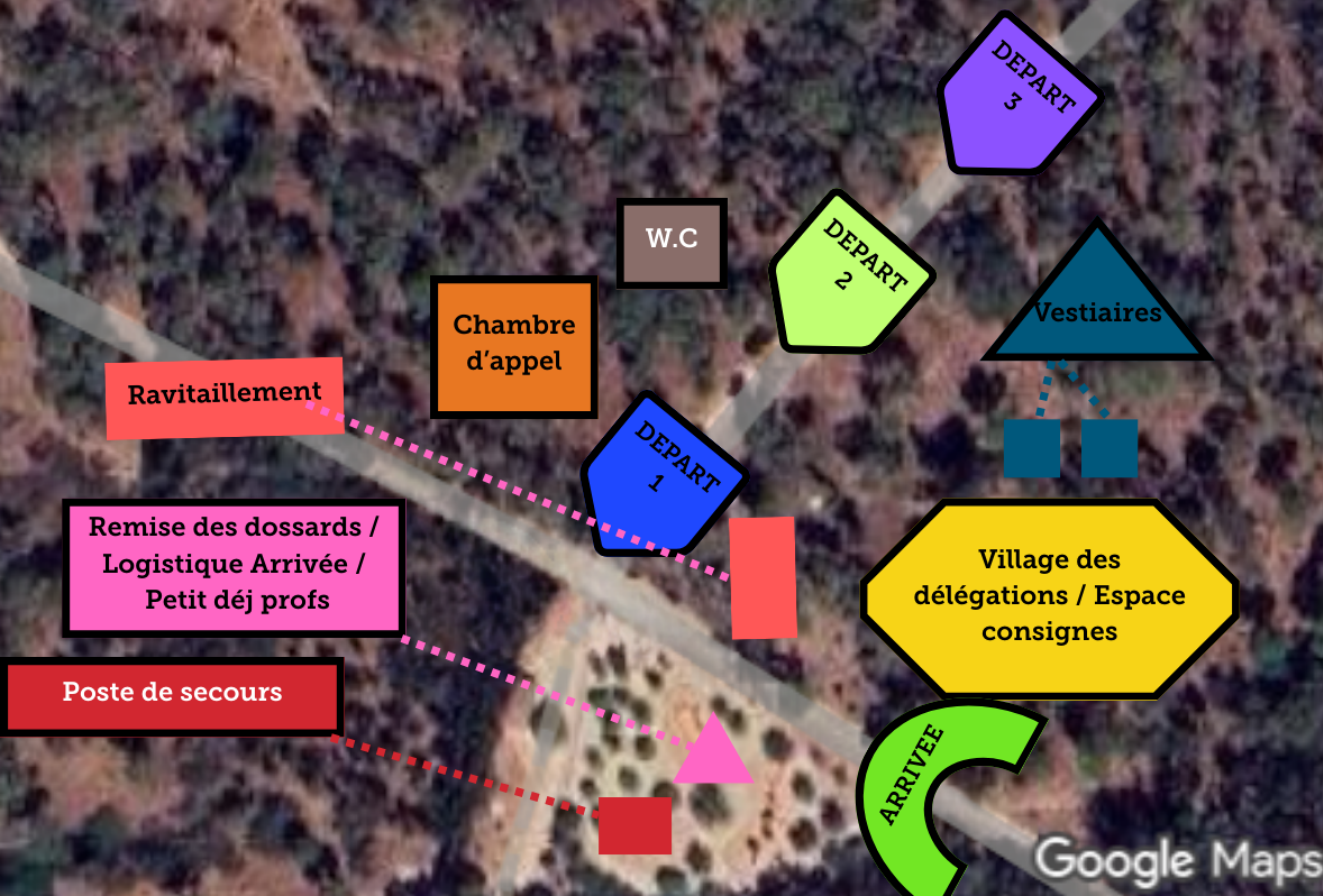 DEPART
3
W.C
DEPART
2
Vestiaires
Chambre
d’appel
Ravitaillement
DEPART
1
Remise des dossards /
Logistique Arrivée /
Petit déj profs
Village des
délégations / Espace
consignes
Poste de secours
ARRIVEE
Google Maps